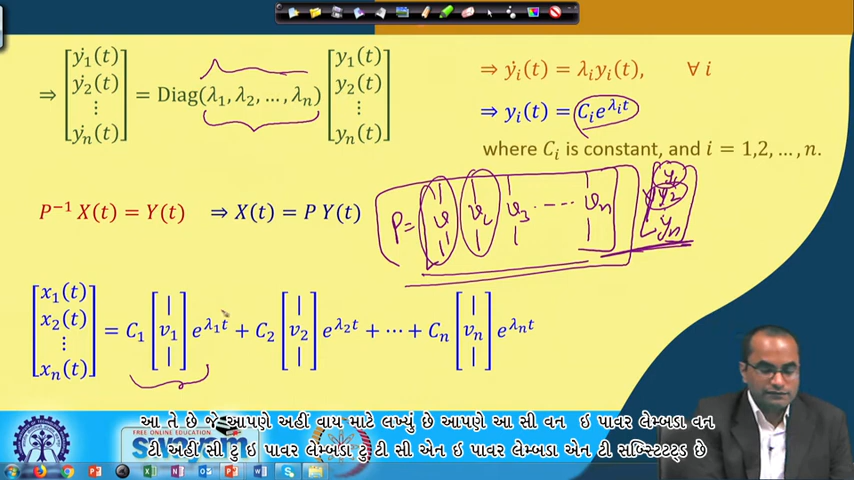 ⇒ [ẏ₁(t) ẏ₂(t) ⋮ ẏₙ(t)] = Diag(λ₁, λ₂, …, λₙ) [y₁(t) y₂(t) ⋮ yₙ(t)]
⇒ ẏᵢ(t) = λᵢyᵢ(t), ∀ i
⇒ yᵢ(t) = Cᵢe^{λᵢt}
where Cᵢ is constant, and i = 1,2, …, n.
P⁻¹ X(t) = Y(t) ⇒ X(t) = P Y(t)
P = [v₁ v₂ v₃ ---- vₙ] [y₁ y₂ yₙ]
[x₁(t) x₂(t) ⋮ xₙ(t)] = C₁ [| v₁ |] e^{λ₁t} + C₂ [| v₂ |] e^{λ₂t} + ⋯ + Cₙ [| vₙ |] e^{λₙt}
FREE ONLINE EDUCATION
swayam
આ તે છે જે આપણે અહીં વાય માટે લખ્યું છે આપણે આ સી વન ઇ પાવર લેમ્બડા વન
ટી અહીં સી ટુ ઇ પાવર લેમ્બડા ટુ ટી સી એન ઇ પાવર લેમ્બડા એન ટી સબ્સ્ટિટટ્ડ છે